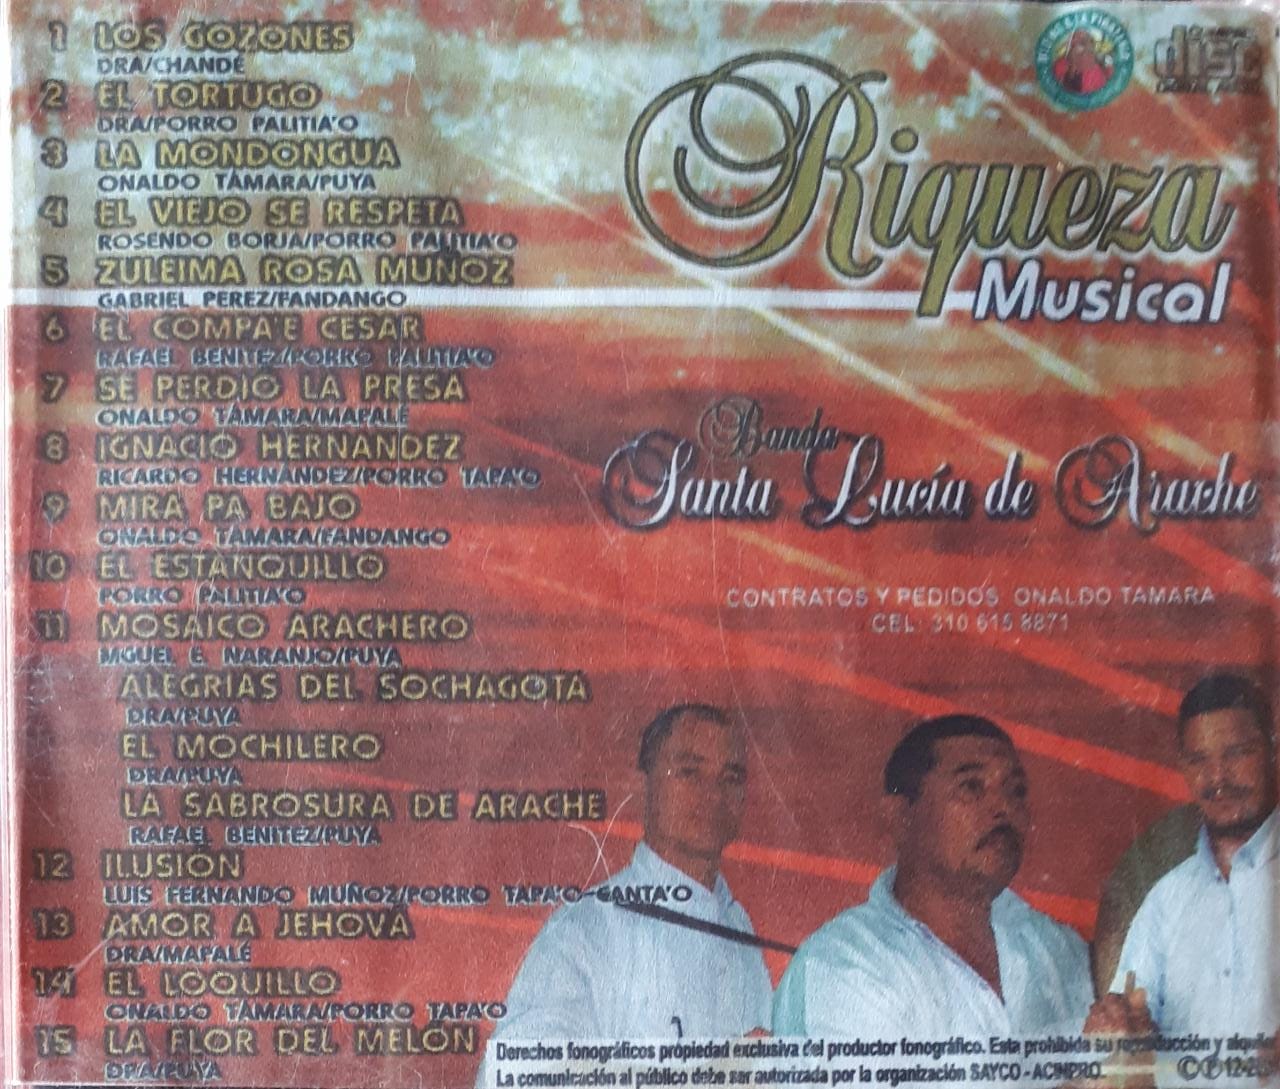 1 LOS GOZONES
DRA/CHANDÉ
2 EL TORTUGO
DRA/PORRO PALITIA'O
3 LA MONDONGUA
ONALDO TÁMARA/PUYA
4 EL VIEJO SE RESPETA
ROSENDO BORJA/PORRO PALITIA'O
5 ZULEIMA ROSA MUÑOZ
GABRIEL PEREZ/FANDANGO
6 EL COMPA'E CESAR
RAFAEL BENITEZ/PORRO PALITIA'O
7 SE PERDIÓ LA PRESA
ONALDO TÁMARA/MAPALÉ
8 IGNACIO HERNANDEZ
RICARDO HERNÁNDEZ/PORRO TAPA'O
9 MIRA PA BAJO
ONALDO TÁMARA/FANDANGO
10 EL ESTANQUILLO
PORRO PALITIA'O
11 MOSAICO ARACHERO
MGUEL E. NARANJO/PUYA
ALEGRIAS DEL SOCHAGOTA
DRA/PUYA
EL MOCHILERO
DRA/PUYA
LA SABROSURA DE ARACHE
RAFAEL BENITEZ/PUYA
12 ILUSIÓN
LUIS FERNANDO MUÑOZ/PORRO TAPA'O-CANTA'O
13 AMOR A JEHOVA
DRA/MAPALÉ
14 EL LOQUILLO
ONALDO TÁMARA/PORRO TAPA'O
15 LA FLOR DEL MELÓN
DRA/PUYA
disc
Riqueza
Musical
Banda
Santa Lucía de Arache
CONTRATOS Y PEDIDOS ONALDO TAMARA
CEL: 310 615 8871
Derechos fonográficos propiedad exclusiva del productor fonográfico. Esta prohibida su reproducción y
La comunicación al público debe ser autorizada por la organización SAYCO - ACINPRO. ©℗